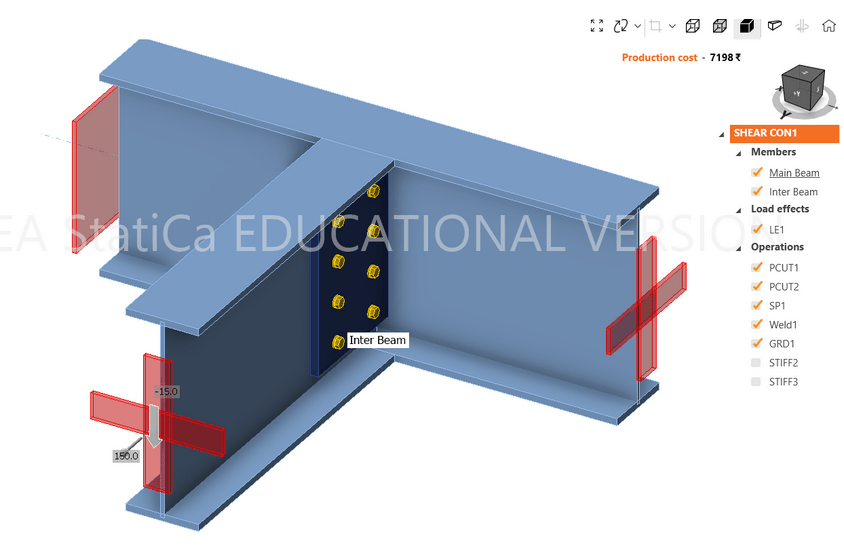 Production cost - 7198 ₹
SHEAR CON1
Members
Main Beam
Inter Beam
Load effects
EA StatiCa EDUCATIONAL VERSION
LE1
Operations
PCUT1
PCUT2
SP1
Weld1
GRD1
STIFF2
STIFF3
Inter Beam
-15.0
150.0